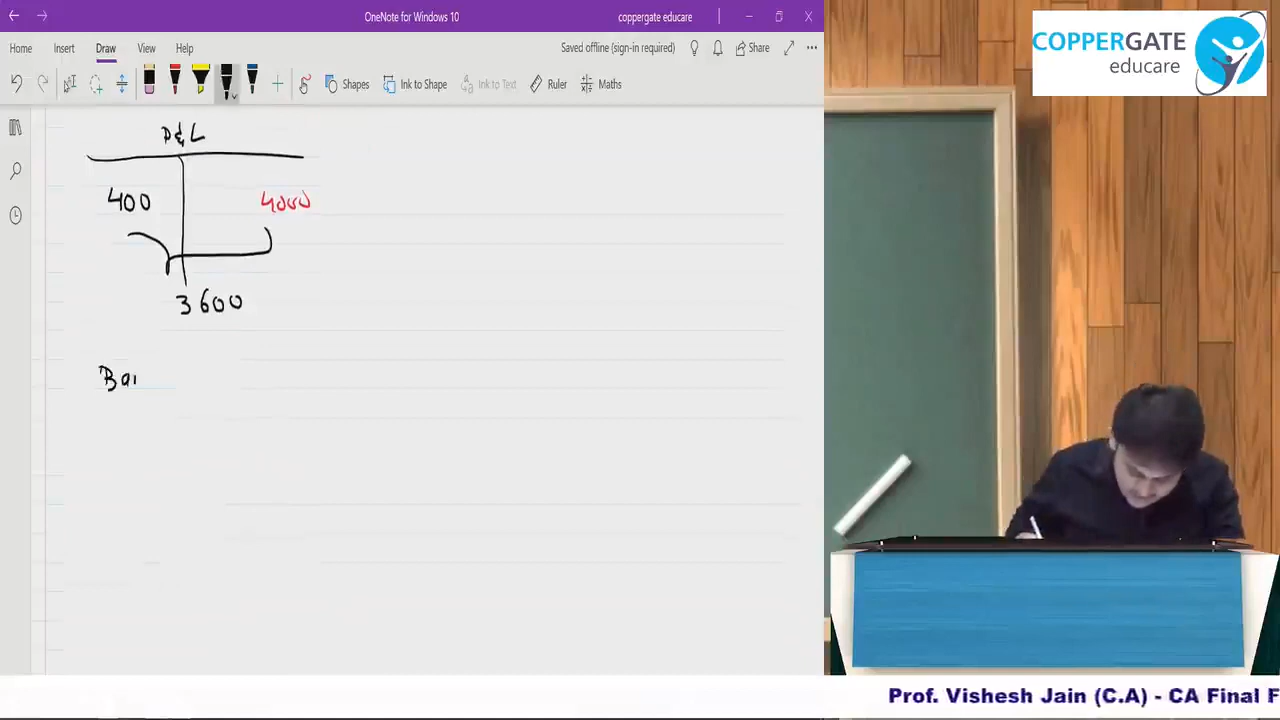 OneNote for Windows 10
coppergate educare
Home Insert Draw View Help
Saved offline (sign-in required)
Share
Shapes
Ink to Shape
Ink to Text
Ruler
Maths
P&L
400
4000
3600
COPPERGATE
educare
Prof. Vishesh Jain (C.A) - CA Final F